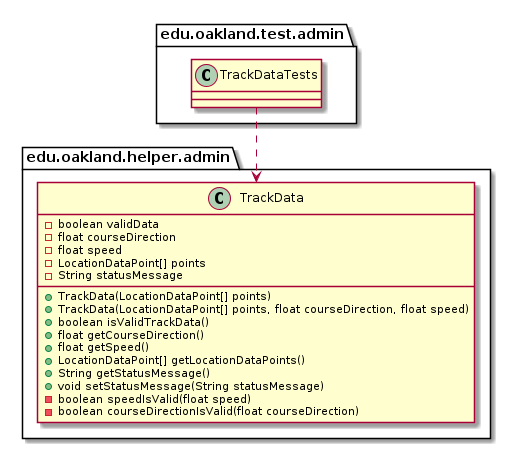 edu.oakland.test.admin
C TrackDataTests
edu.oakland.helper.admin
C TrackData
boolean validData
float courseDirection
float speed
LocationDataPoint[] points
String statusMessage
TrackData(LocationDataPoint[] points)
TrackData(LocationDataPoint[] points, float courseDirection, float speed)
boolean isValidTrackData()
float getCourseDirection()
float getSpeed()
LocationDataPoint[] getLocationDataPoints()
String getStatusMessage()
void setStatusMessage(String statusMessage)
boolean speedIsValid(float speed)
boolean courseDirectionIsValid(float courseDirection)